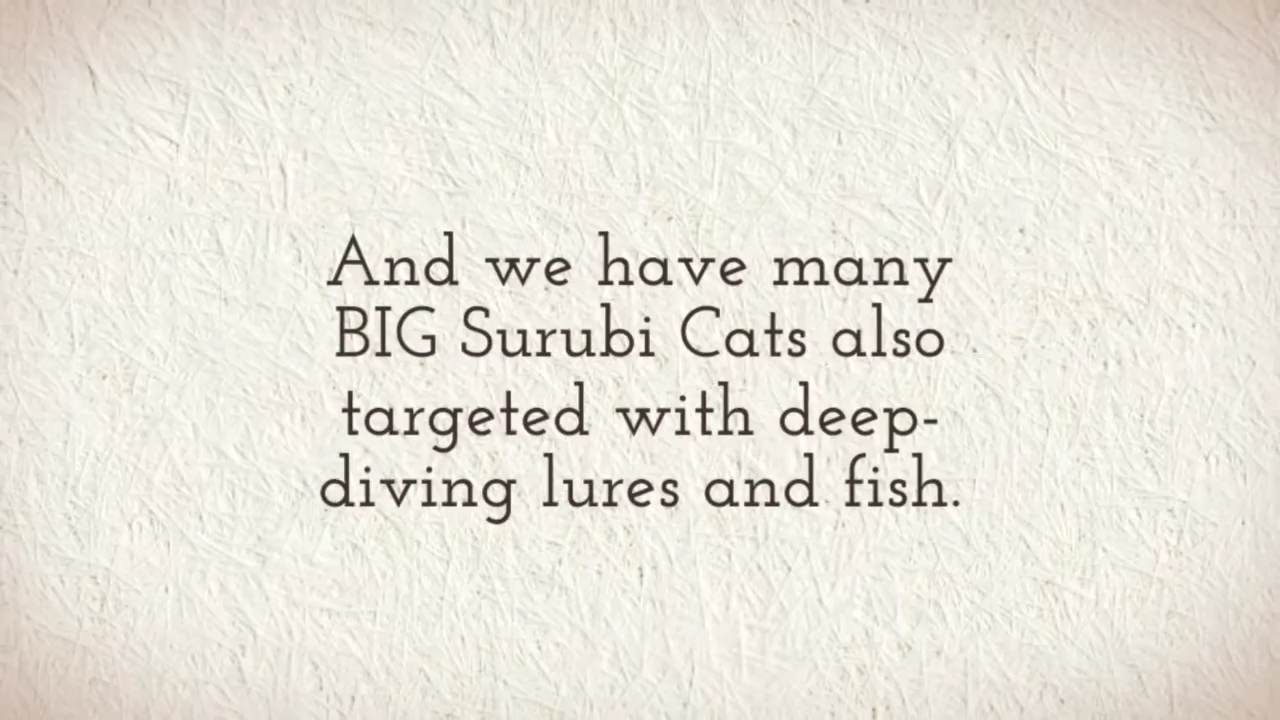 And we have many
BIG Surubi Cats also
targeted with deep-
diving lures and fish.